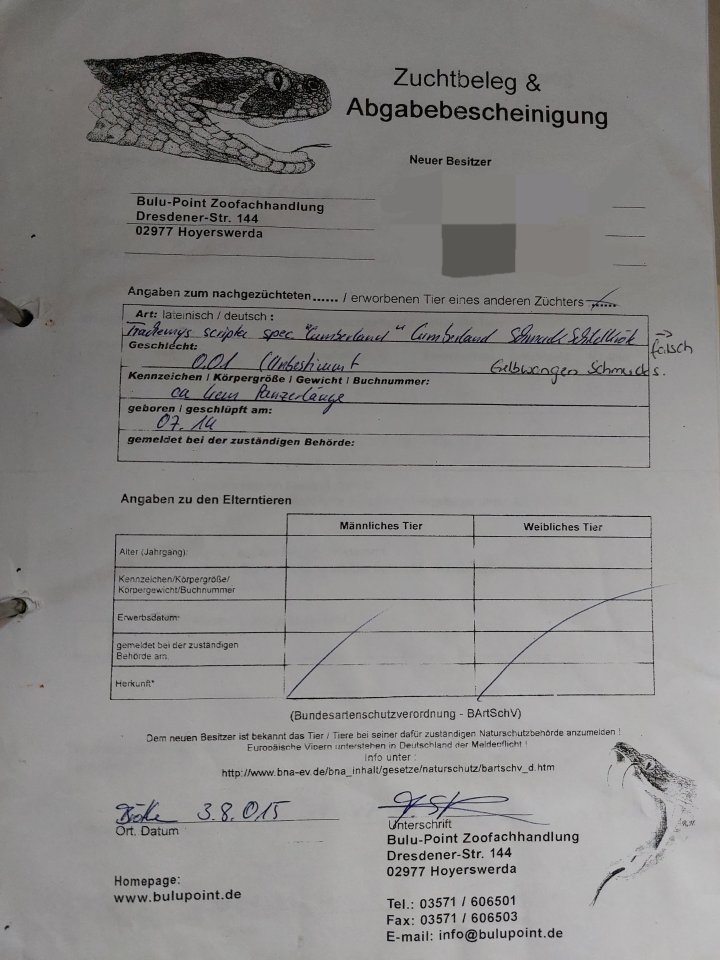 Zuchtbeleg &
Abgabebescheinigung
Neuer Besitzer
Bulu-Point Zoofachhandlung
Dresdener-Str. 144
02977 Hoyerswerda
Angaben zum nachgezüchteten...... / erworbenen Tier eines anderen Züchters ......
Art: lateinisch / deutsch :
Trachemys scripta spec. "Cumberland" Cumberland Schmuckschildkröte → falsch
Geschlecht:
0.0.1 (Unbestimmt Gelbwangen Schmucks.
Kennzeichen / Körpergröße / Gewicht / Buchnummer:
ca 4cm Panzerlänge
geboren / geschlüpft am:
07.14
gemeldet bei der zuständigen Behörde:
Angaben zu den Elterntieren
Männliches Tier Weibliches Tier
Alter (Jahrgang):
Kennzeichen/Körpergröße/
Körpergewicht/Buchnummer
Erwerbsdatum
gemeldet bei der zuständigen
Behörde am:
Herkunft*
(Bundesartenschutzverordnung - BArtSchV)
Dem neuen Besitzer ist bekannt das Tier / Tiere bei seiner dafür zuständigen Naturschutzbehörde anzumelden !
Europäische Vipern unterstehen in Deutschland der Meldepflicht !
Info unter :
http://www.bna-ev.de/bna_inhalt/gesetze/naturschutz/bartschv_d.htm
3.8.015
Ort. Datum
Unterschrift
Bulu-Point Zoofachhandlung
Dresdener-Str. 144
02977 Hoyerswerda
Homepage:
www.bulupoint.de
Tel.: 03571 / 606501
Fax: 03571 / 606503
E-mail: info@bulupoint.de